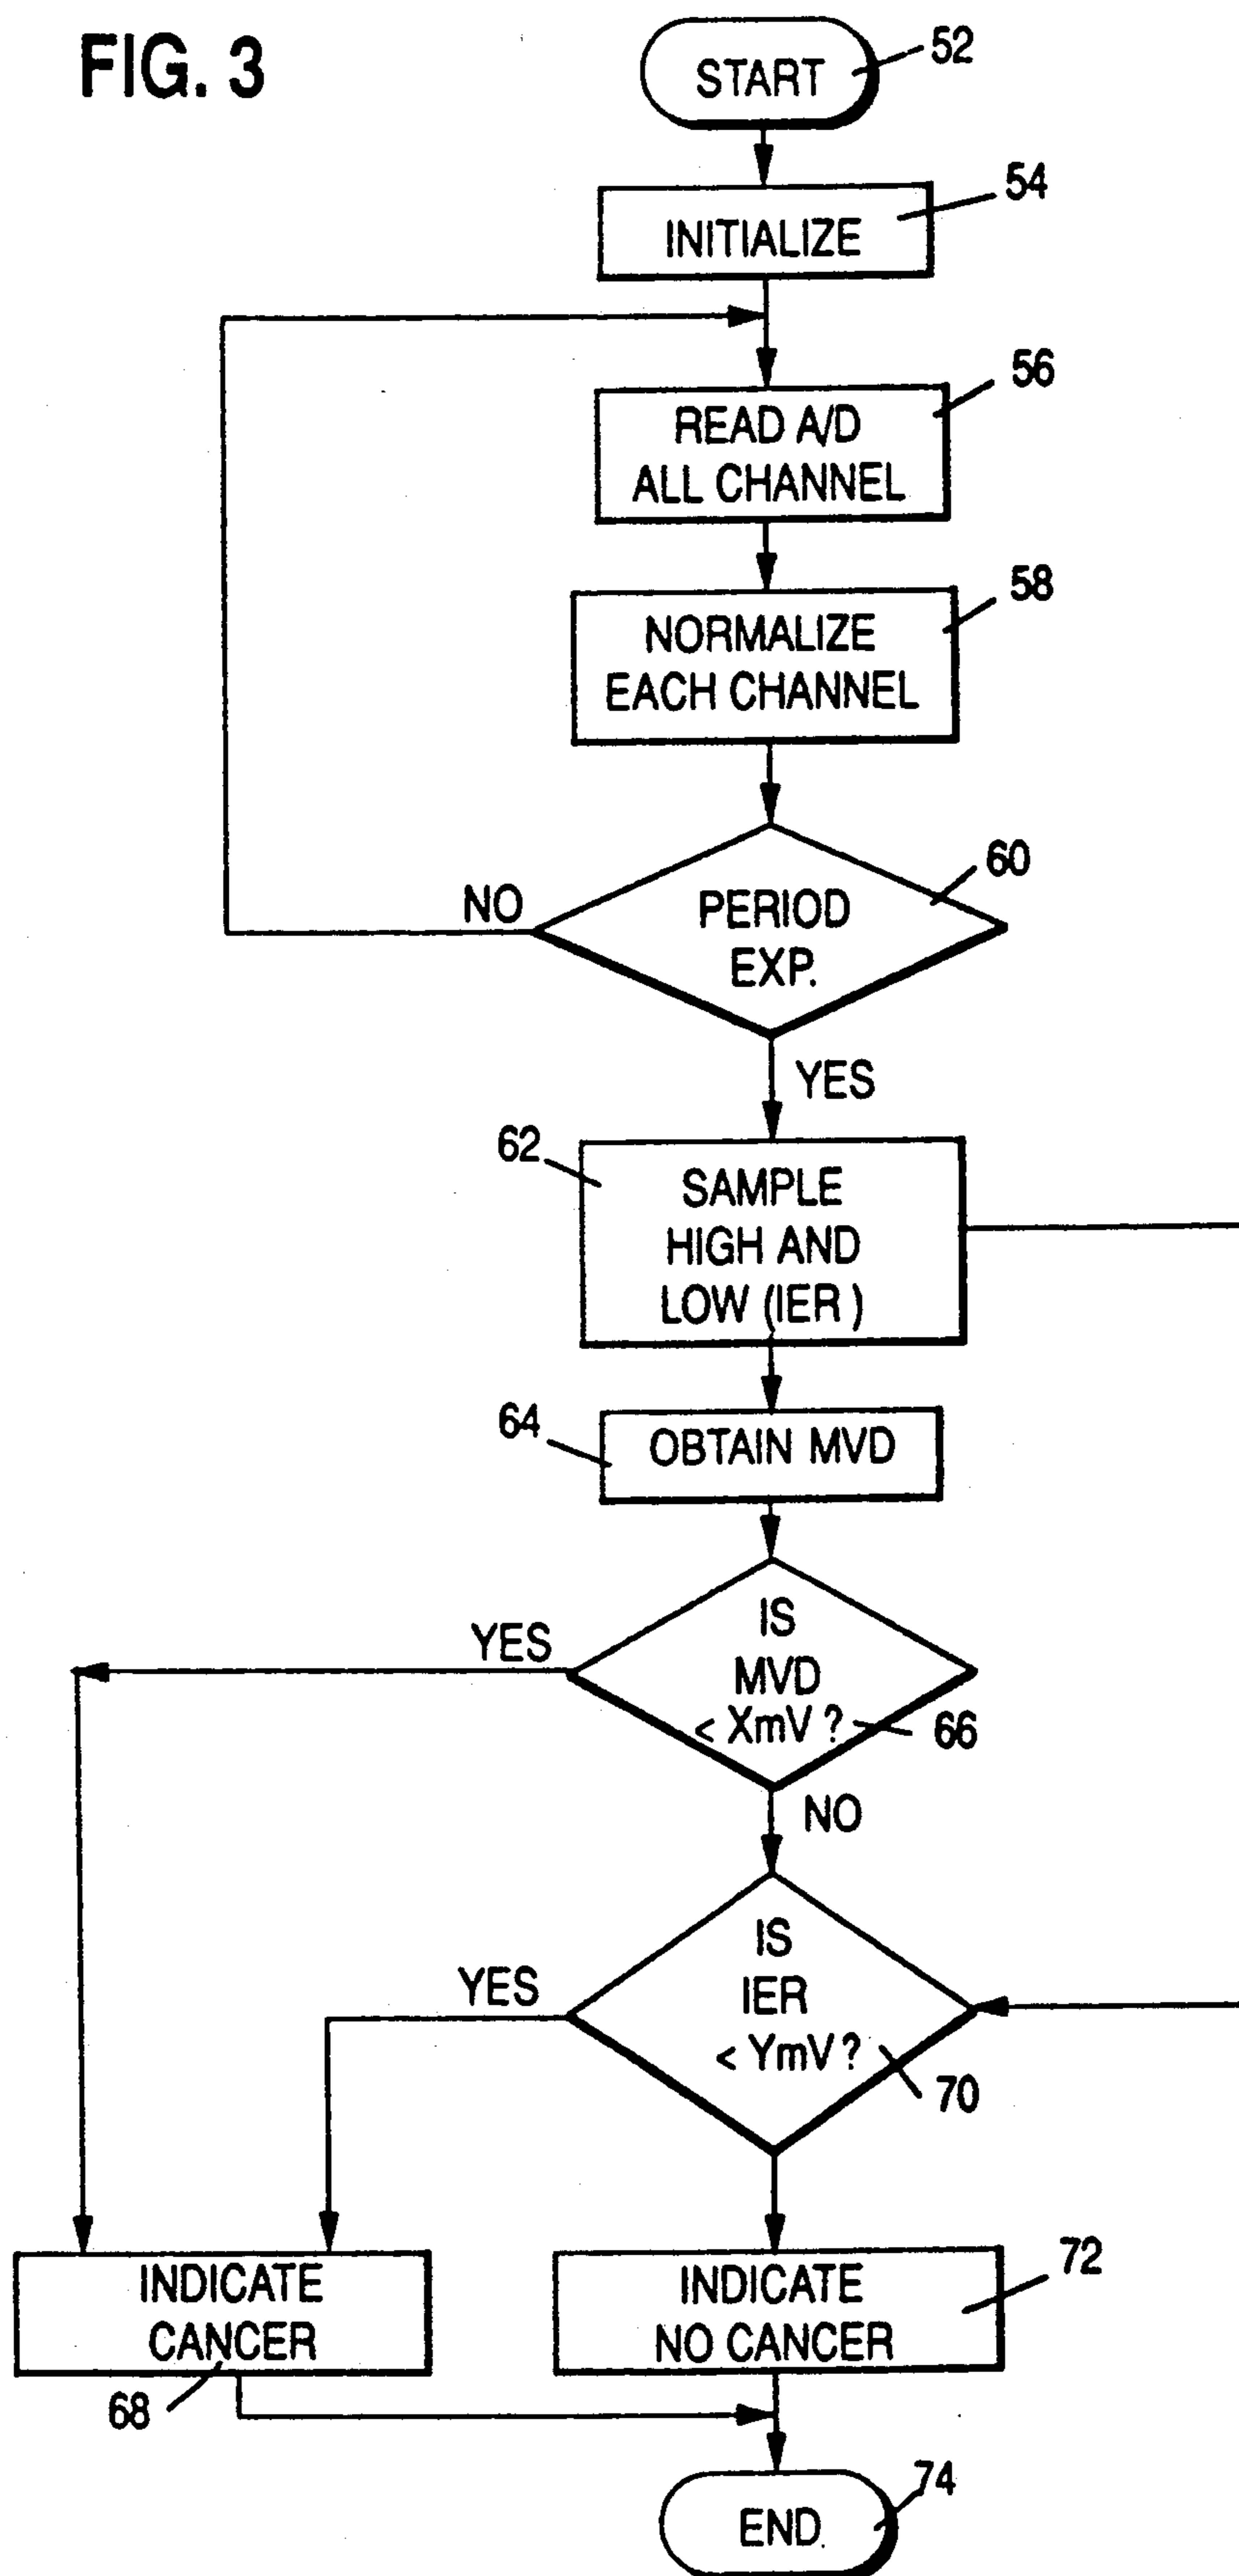 FIG. 3
START
52
INITIALIZE
54
READ A/D
ALL CHANNEL
56
NORMALIZE
EACH CHANNEL
58
NO
PERIOD
EXP.
60
YES
62
SAMPLE
HIGH AND
LOW (IER)
64
OBTAIN MVD
YES
IS
MVD
< XmV ?
66
NO
YES
IS
IER
< YmV ?
70
INDICATE
CANCER
68
INDICATE
NO CANCER
72
END
74